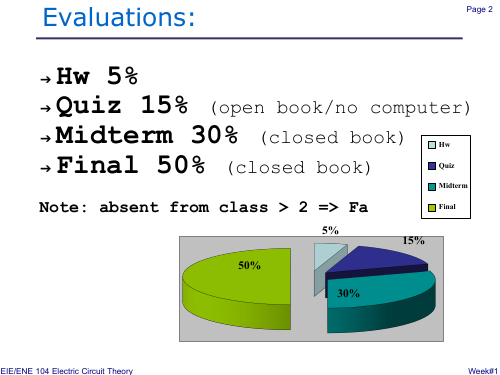 Evaluations:
Page 2
→Hw 5%
→Quiz 15% (open book/no computer)
→Midterm 30% (closed book)
→Final 50% (closed book)
Note: absent from class > 2 => Fa
Hw
Quiz
Midterm
Final
5%
15%
50%
30%
EIE/ENE 104 Electric Circuit Theory
Week#1